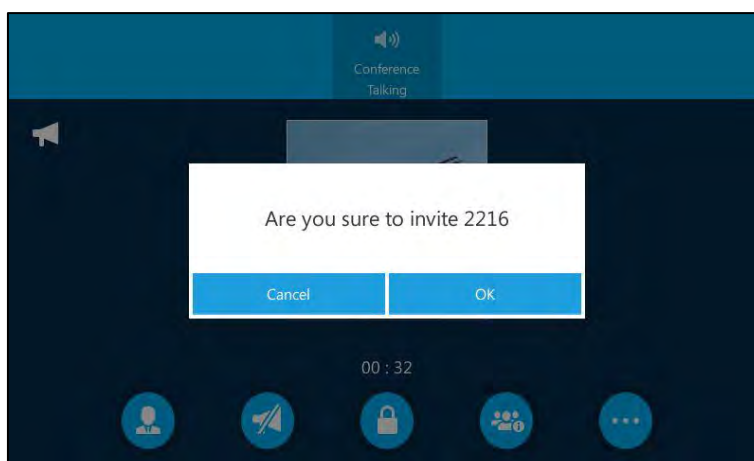 Conference
Talking
Are you sure to invite 2216
Cancel OK
00 : 32